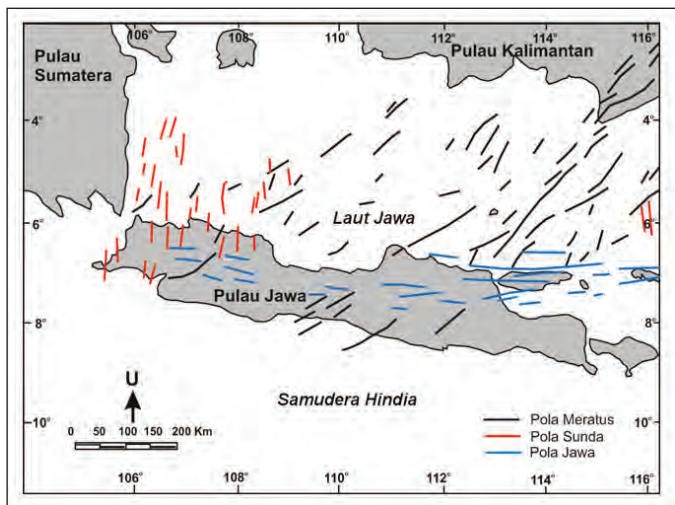 106° 108° 110° 112° 114° 116°
Pulau Sumatera
Pulau Kalimantan
4° 4°
Laut Jawa
6° 6°
Pulau Jawa
8° 8°
U
Samudera Hindia
0 50 100 150 200 Km
Pola Meratus
Pola Sunda
Pola Jawa
10° 10°
106° 108° 110° 112° 114° 116°